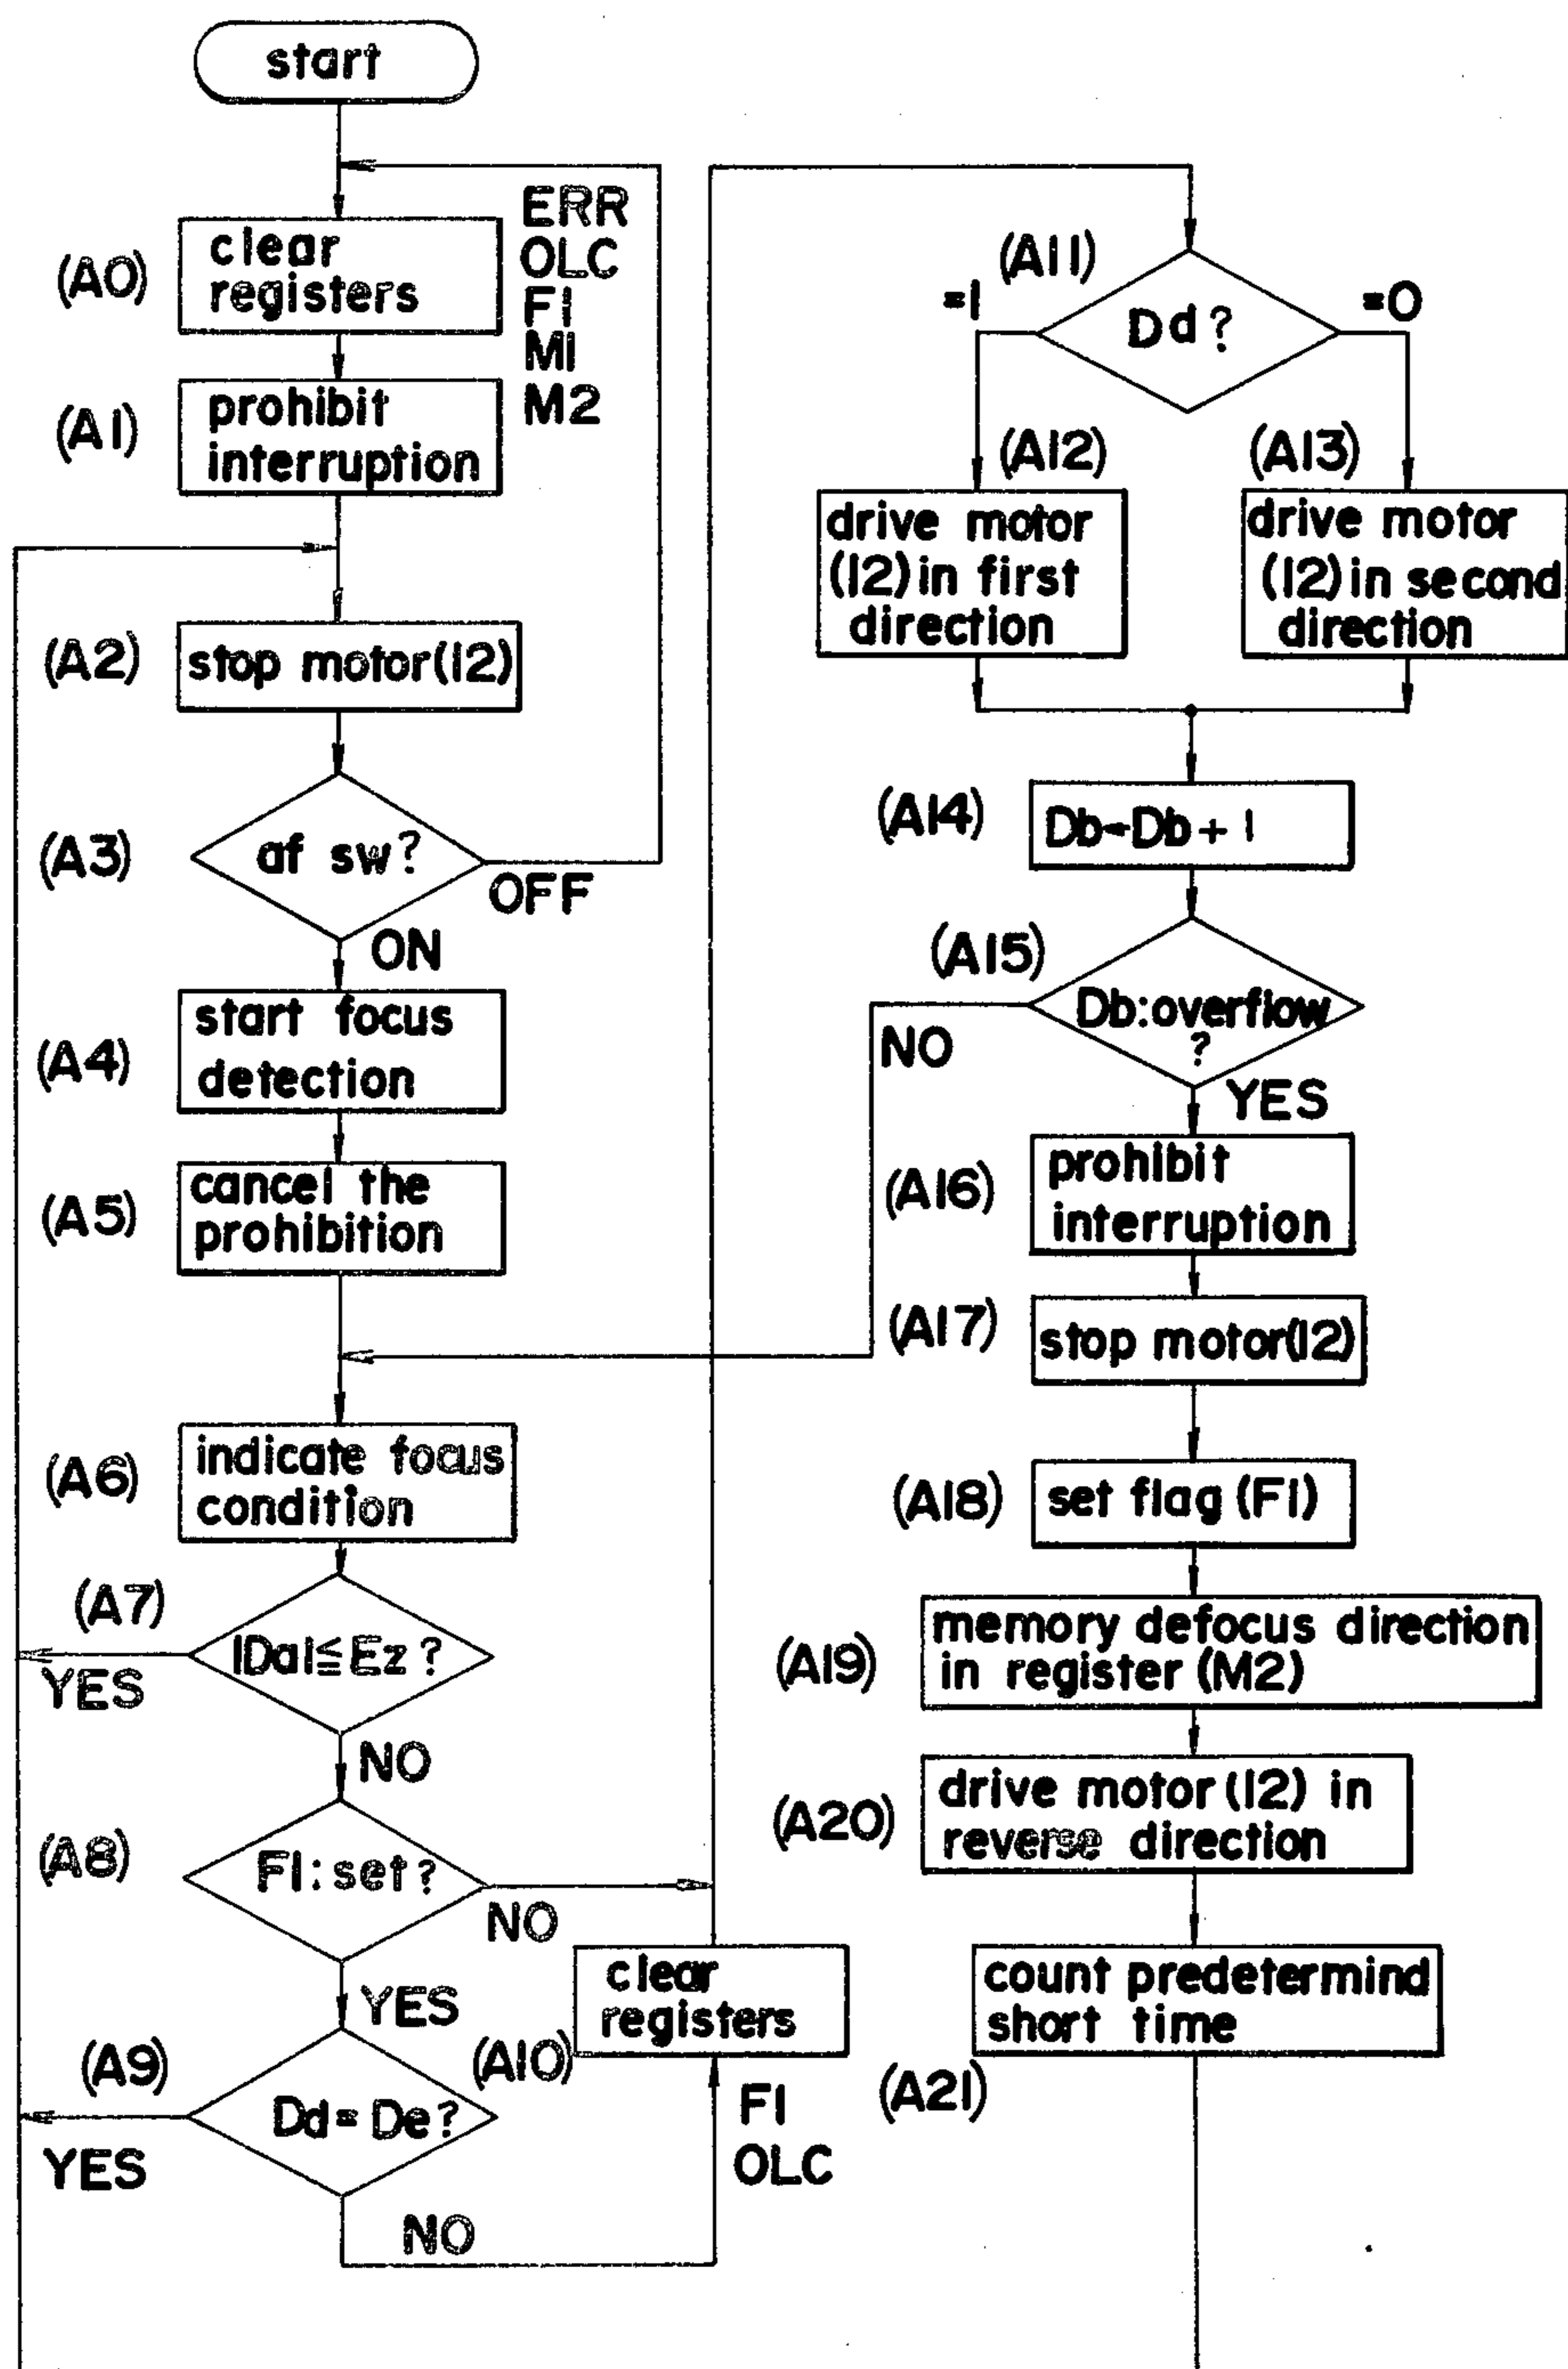 start
(A0)
clear
registers
ERR
OLC
F1
M1
M2
(A1)
prohibit
interruption
(A2)
stop motor(12)
(A3)
af sw?
OFF
ON
(A4)
start focus
detection
(A5)
cancel the
prohibition
(A6)
indicate focus
condition
(A7)
|Da|≦Ez?
YES
NO
(A8)
F1:set?
NO
YES
(A9)
Dd=De?
YES
NO
(A10)
clear
registers
F1
OLC
(A11)
Dd?
=1
=0
(A12)
drive motor
(12) in first
direction
(A13)
drive motor
(12) in second
direction
(A14)
Db←Db+1
(A15)
Db:overflow
?
NO
YES
(A16)
prohibit
interruption
(A17)
stop motor(12)
(A18)
set flag (F1)
(A19)
memory defocus direction
in register (M2)
(A20)
drive motor (12) in
reverse direction
(A21)
count predetermind
short time